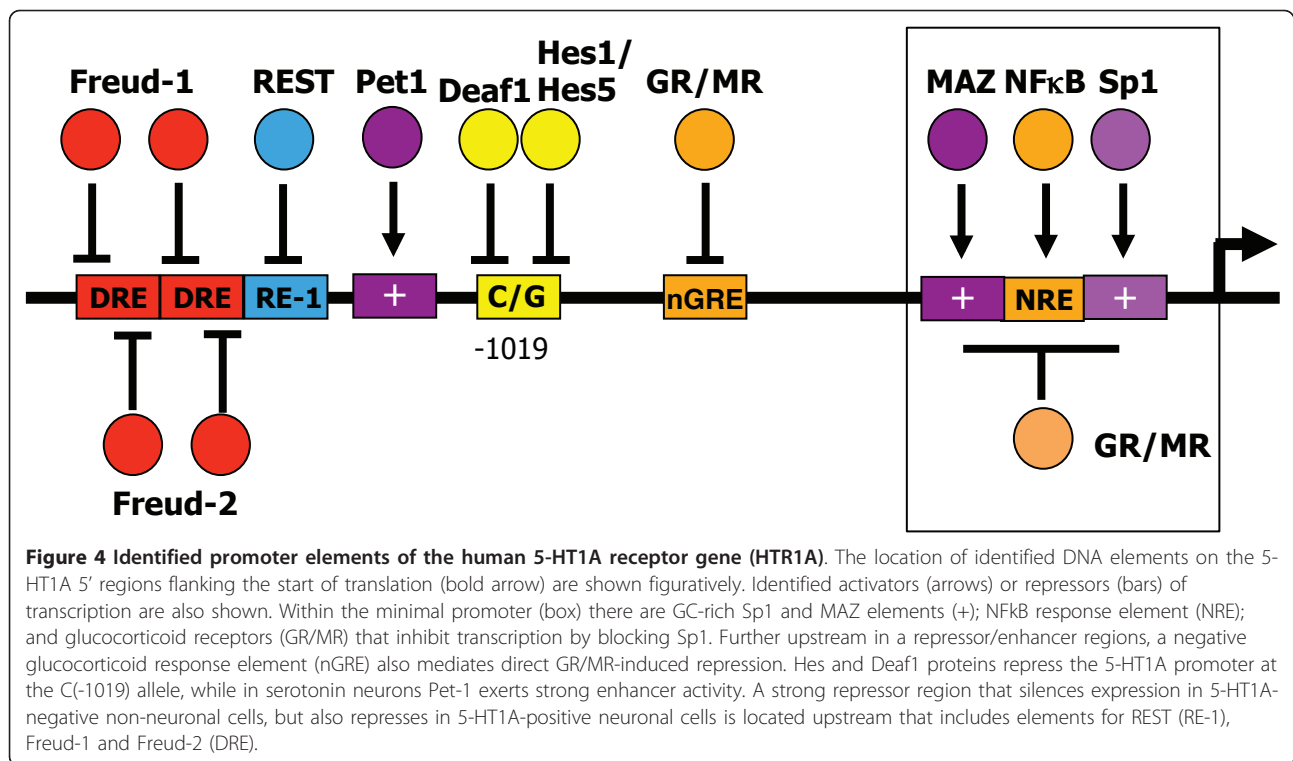 Freud-1 REST Pet1 Deaf1 Hes1/
Hes5 GR/MR MAZ NFκB Sp1
DRE DRE RE-1 + C/G nGRE + NRE +
-1019
Freud-2
GR/MR
Figure 4 Identified promoter elements of the human 5-HT1A receptor gene (HTR1A). The location of identified DNA elements on the 5-
HT1A 5’ regions flanking the start of translation (bold arrow) are shown figuratively. Identified activators (arrows) or repressors (bars) of
transcription are also shown. Within the minimal promoter (box) there are GC-rich Sp1 and MAZ elements (+); NFkB response element (NRE);
and glucocorticoid receptors (GR/MR) that inhibit transcription by blocking Sp1. Further upstream in a repressor/enhancer regions, a negative
glucocorticoid response element (nGRE) also mediates direct GR/MR-induced repression. Hes and Deaf1 proteins repress the 5-HT1A promoter at
the C(-1019) allele, while in serotonin neurons Pet-1 exerts strong enhancer activity. A strong repressor region that silences expression in 5-HT1A-
negative non-neuronal cells, but also represses in 5-HT1A-positive neuronal cells is located upstream that includes elements for REST (RE-1),
Freud-1 and Freud-2 (DRE).